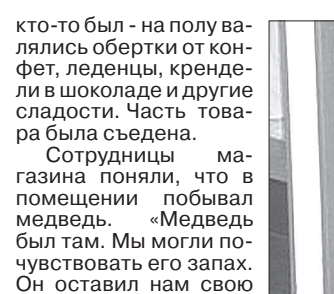 кто-то был - на полу ва-
лялись обертки от кон-
фет, леденцы, кренде-
ли в шоколаде и другие
сладости. Часть това-
ра была съедена.
Сотрудницы ма-
газина поняли, что в
помещении побывал
медведь. «Медведь
был там. Мы могли по-
чувствовать его запах.
Он оставил нам свою